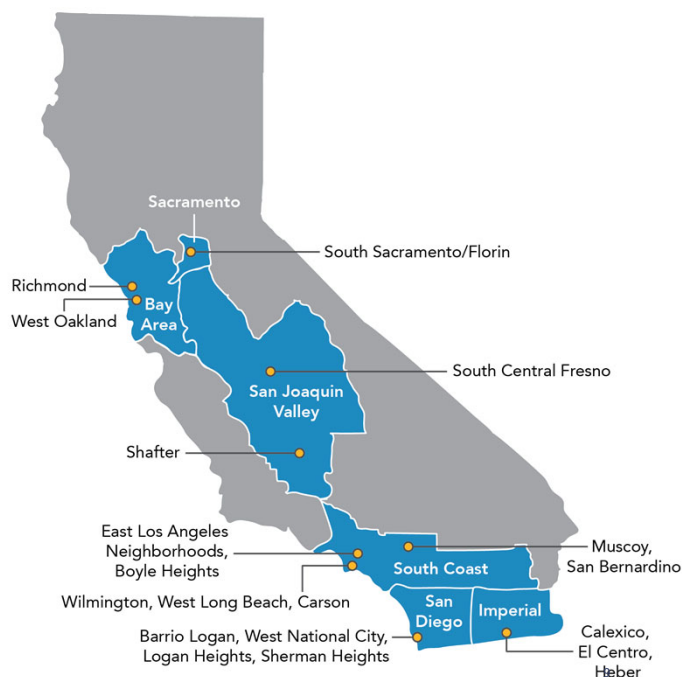 Sacramento
South Sacramento/Florin
Richmond
West Oakland
Bay
Area
South Central Fresno
San Joaquin
Valley
Shafter
East Los Angeles
Neighborhoods,
Boyle Heights
Muscoy,
San Bernardino
South Coast
Wilmington, West Long Beach, Carson
San
Diego
Imperial
Barrio Logan, West National City,
Logan Heights, Sherman Heights
Calexico,
El Centro,
Heber